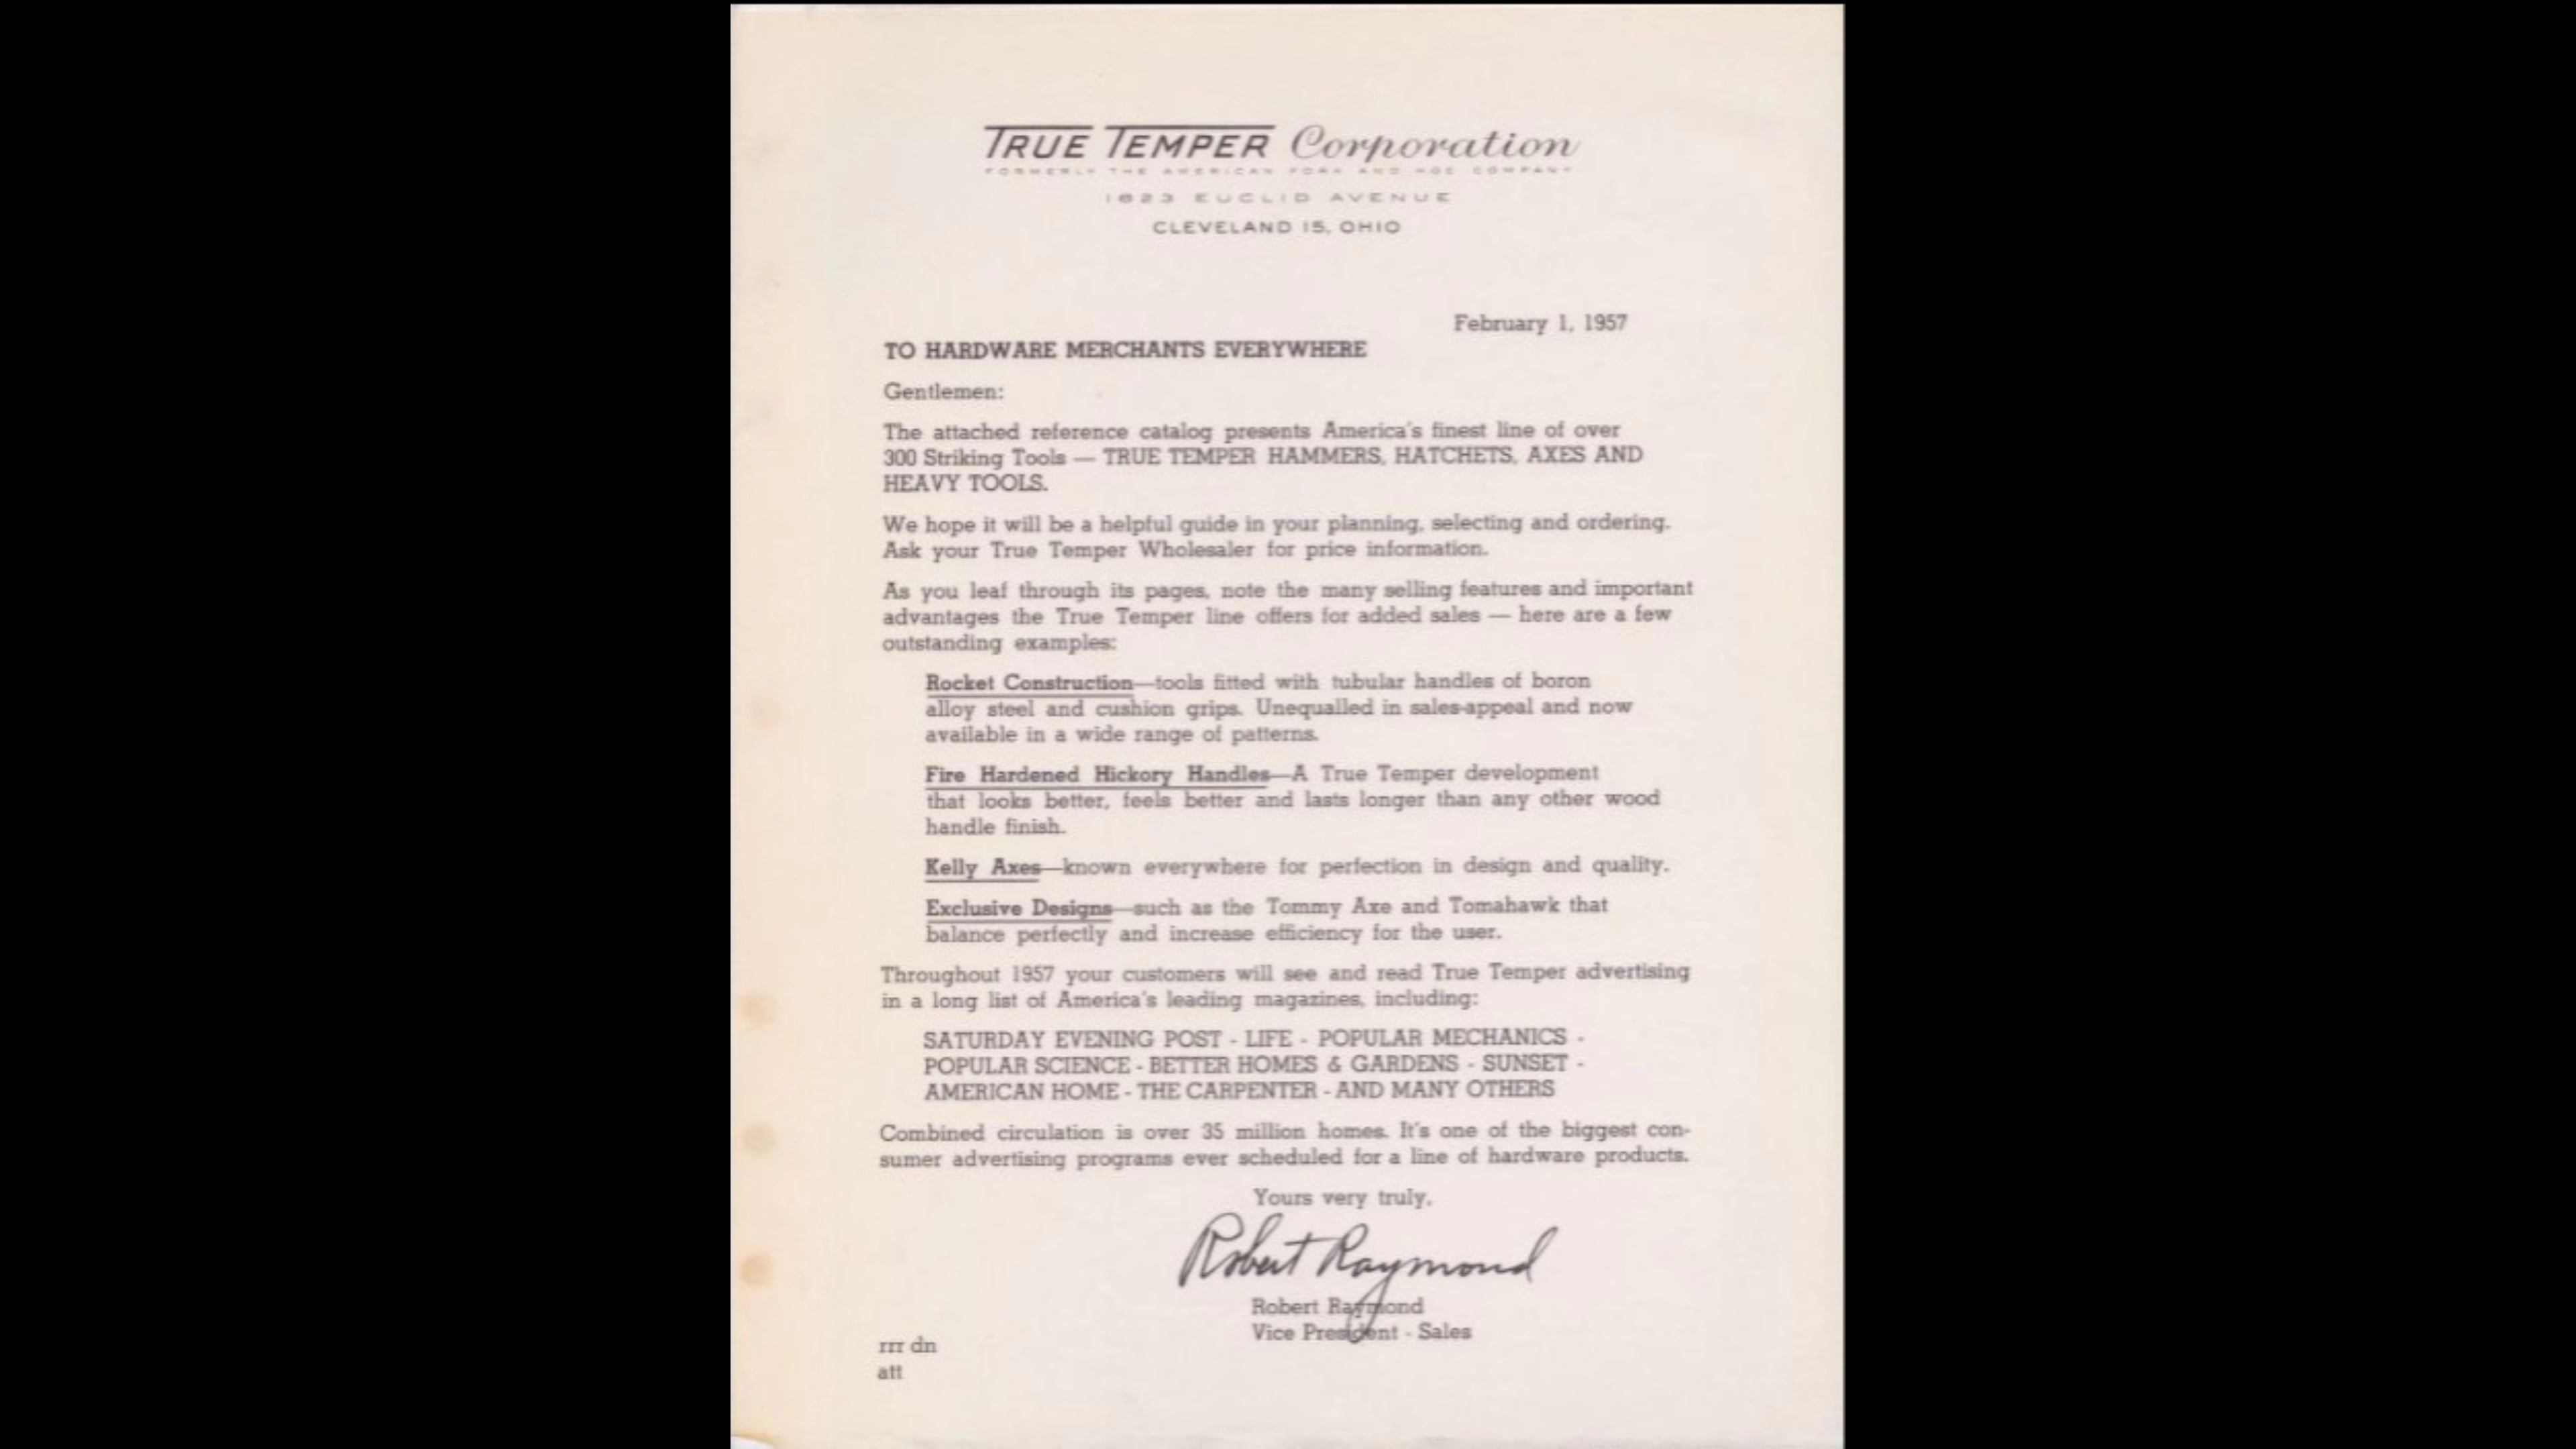 TRUE TEMPER Corporation
FORMERLY THE AMERICAN FORK AND HOE COMPANY
1623 EUCLID AVENUE
CLEVELAND 15, OHIO
February 1, 1957
TO HARDWARE MERCHANTS EVERYWHERE
Gentlemen:
The attached reference catalog presents America's finest line of over
300 Striking Tools — TRUE TEMPER HAMMERS, HATCHETS, AXES AND
HEAVY TOOLS.
We hope it will be a helpful guide in your planning, selecting and ordering.
Ask your True Temper Wholesaler for price information.
As you leaf through its pages, note the many selling features and important
advantages the True Temper line offers for added sales — here are a few
outstanding examples:
Rocket Construction—tools fitted with tubular handles of boron
alloy steel and cushion grips. Unequalled in sales-appeal and now
available in a wide range of patterns.
Fire Hardened Hickory Handles—A True Temper development
that looks better, feels better and lasts longer than any other wood
handle finish.
Kelly Axes—known everywhere for perfection in design and quality.
Exclusive Designs—such as the Tommy Axe and Tomahawk that
balance perfectly and increase efficiency for the user.
Throughout 1957 your customers will see and read True Temper advertising
in a long list of America's leading magazines, including:
SATURDAY EVENING POST - LIFE - POPULAR MECHANICS -
POPULAR SCIENCE - BETTER HOMES & GARDENS - SUNSET -
AMERICAN HOME - THE CARPENTER - AND MANY OTHERS
Combined circulation is over 35 million homes. It's one of the biggest con-
sumer advertising programs ever scheduled for a line of hardware products.
Yours very truly,
Robert Raymond
Robert Raymond
Vice President - Sales
rrr dn
att